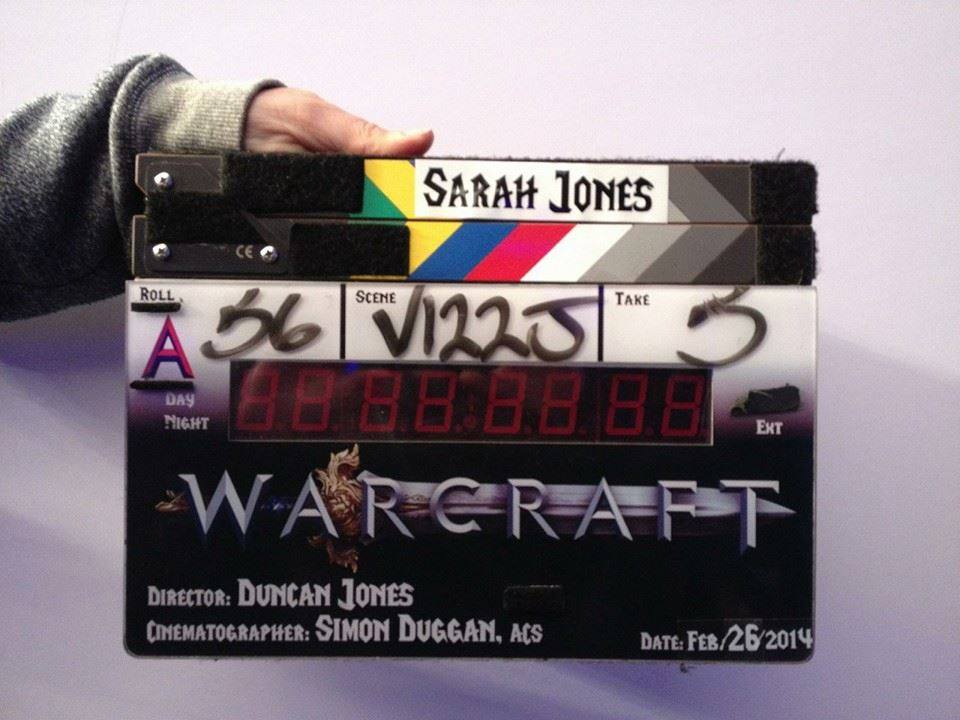 SARAH JONES
CE
ROLL SCENE TAKE
A 56 V122J 5
DAY
NIGHT EXT
WARCRAFT
DIRECTOR: DUNCAN JONES
CINEMATOGRAPHER: SIMON DUGGAN, ACS
DATE: FEB/26/2014